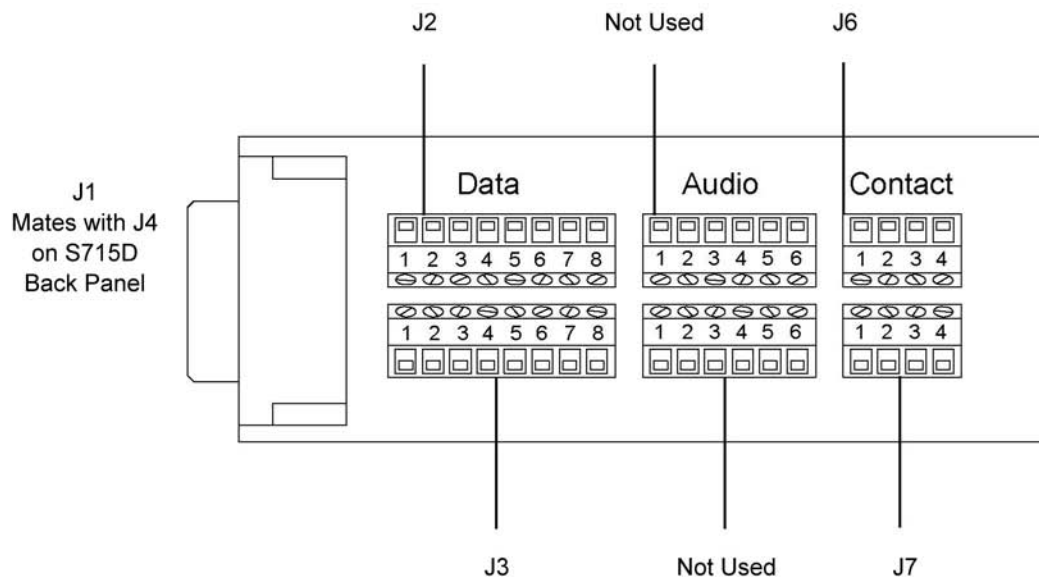 J2 Not Used J6
J1
Mates with J4
on S715D
Back Panel
Data Audio Contact
1 2 3 4 5 6 7 8 1 2 3 4 5 6 1 2 3 4
1 2 3 4 5 6 7 8 1 2 3 4 5 6 1 2 3 4
J3 Not Used J7